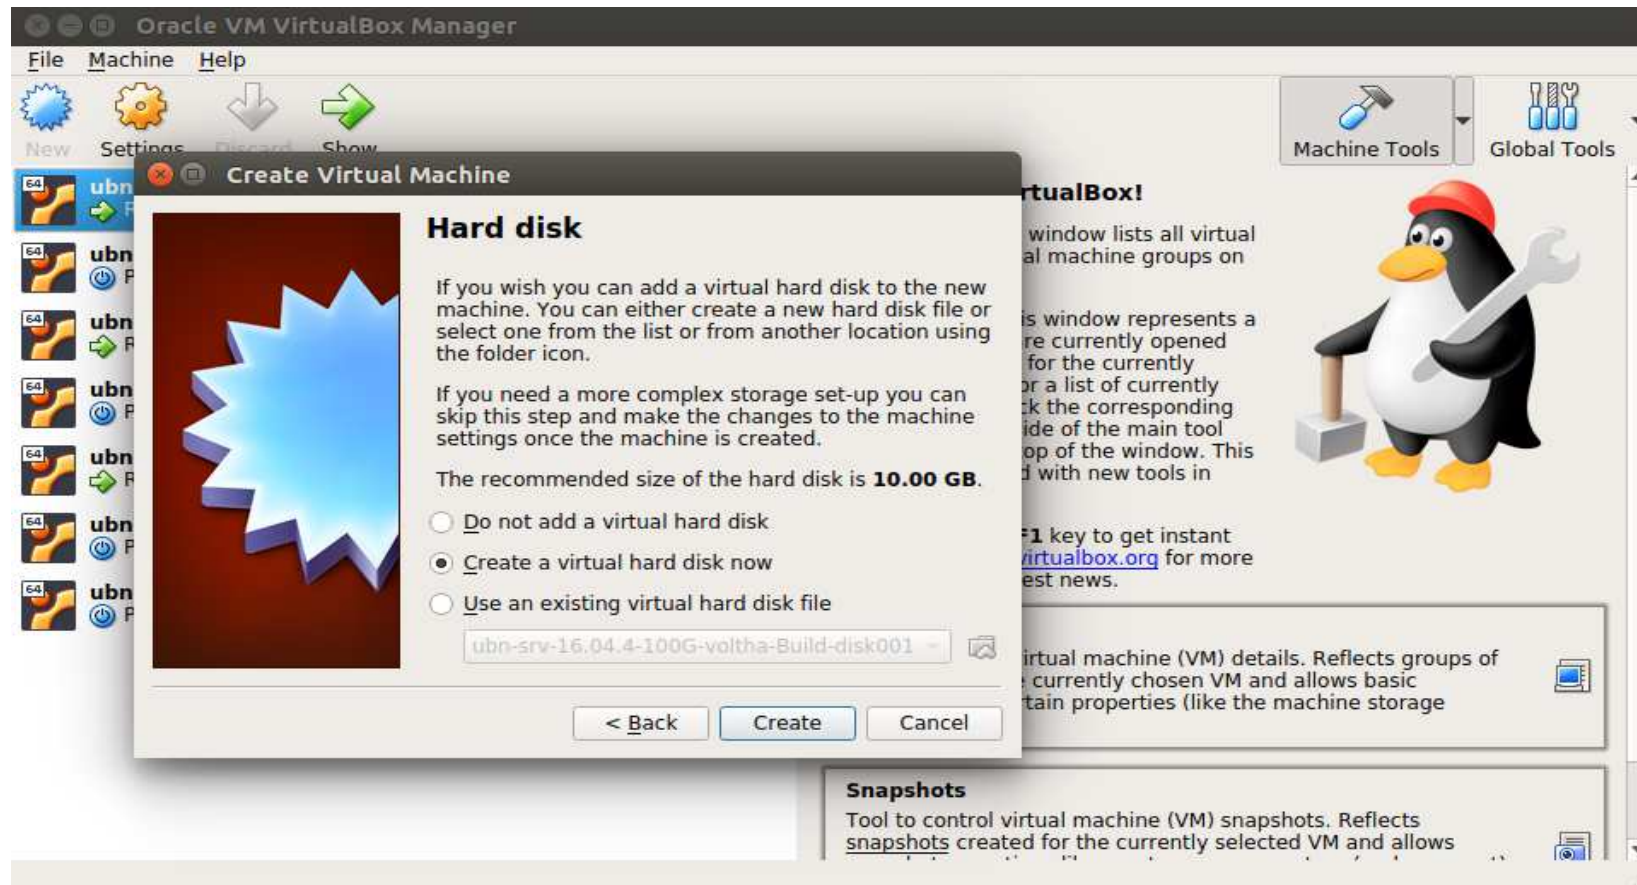 Oracle VM VirtualBox Manager
File Machine Help
New Settings Discard Show
Machine Tools Global Tools
64 ubn
64 ubn
64 ubn
64 ubn
64 ubn
64 ubn
64 ubn
Create Virtual Machine
Hard disk
If you wish you can add a virtual hard disk to the new
machine. You can either create a new hard disk file or
select one from the list or from another location using
the folder icon.
If you need a more complex storage set-up you can
skip this step and make the changes to the machine
settings once the machine is created.
The recommended size of the hard disk is 10.00 GB.
Do not add a virtual hard disk
Create a virtual hard disk now
Use an existing virtual hard disk file
ubn-srv-16.04.4-100G-voltha-Build-disk001
< Back Create Cancel
rtualBox!
window lists all virtual
al machine groups on
is window represents a
re currently opened
for the currently
or a list of currently
ck the corresponding
ide of the main tool
op of the window. This
d with new tools in
F1 key to get instant
virtualbox.org for more
est news.
irtual machine (VM) details. Reflects groups of
currently chosen VM and allows basic
tain properties (like the machine storage
Snapshots
Tool to control virtual machine (VM) snapshots. Reflects
snapshots created for the currently selected VM and allows